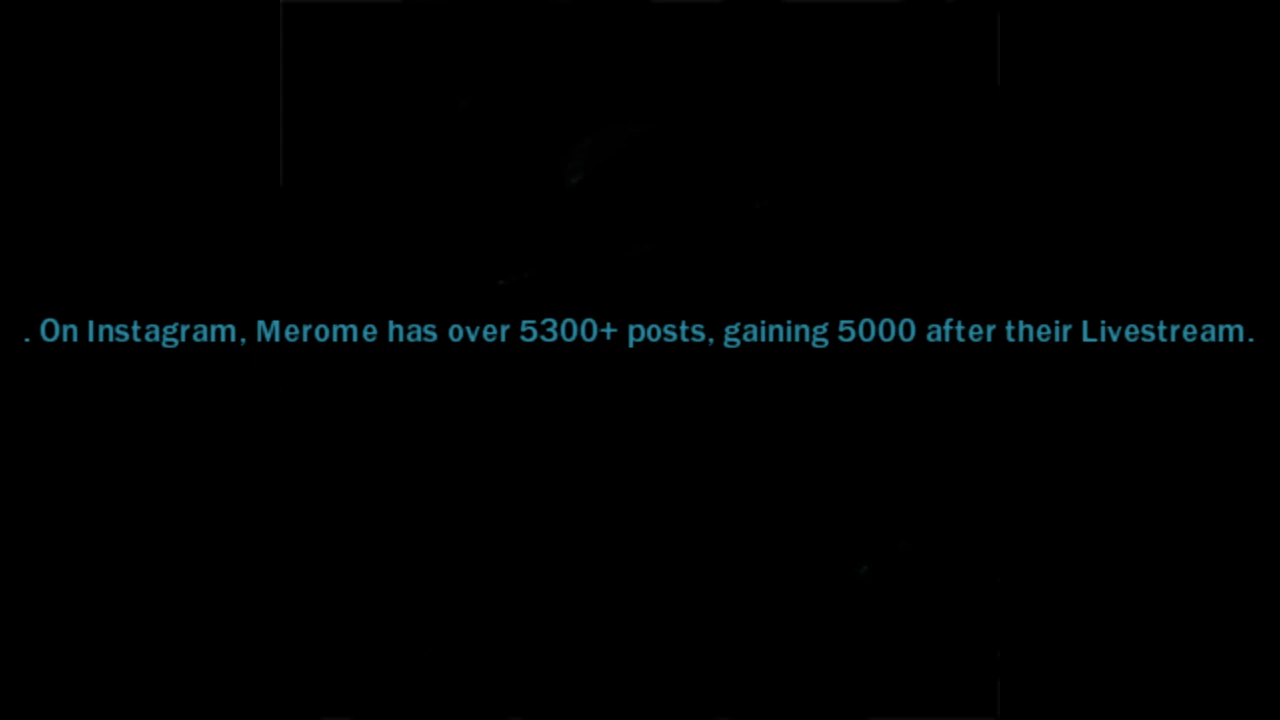 . On Instagram, Merome has over 5300+ posts, gaining 5000 after their Livestream.